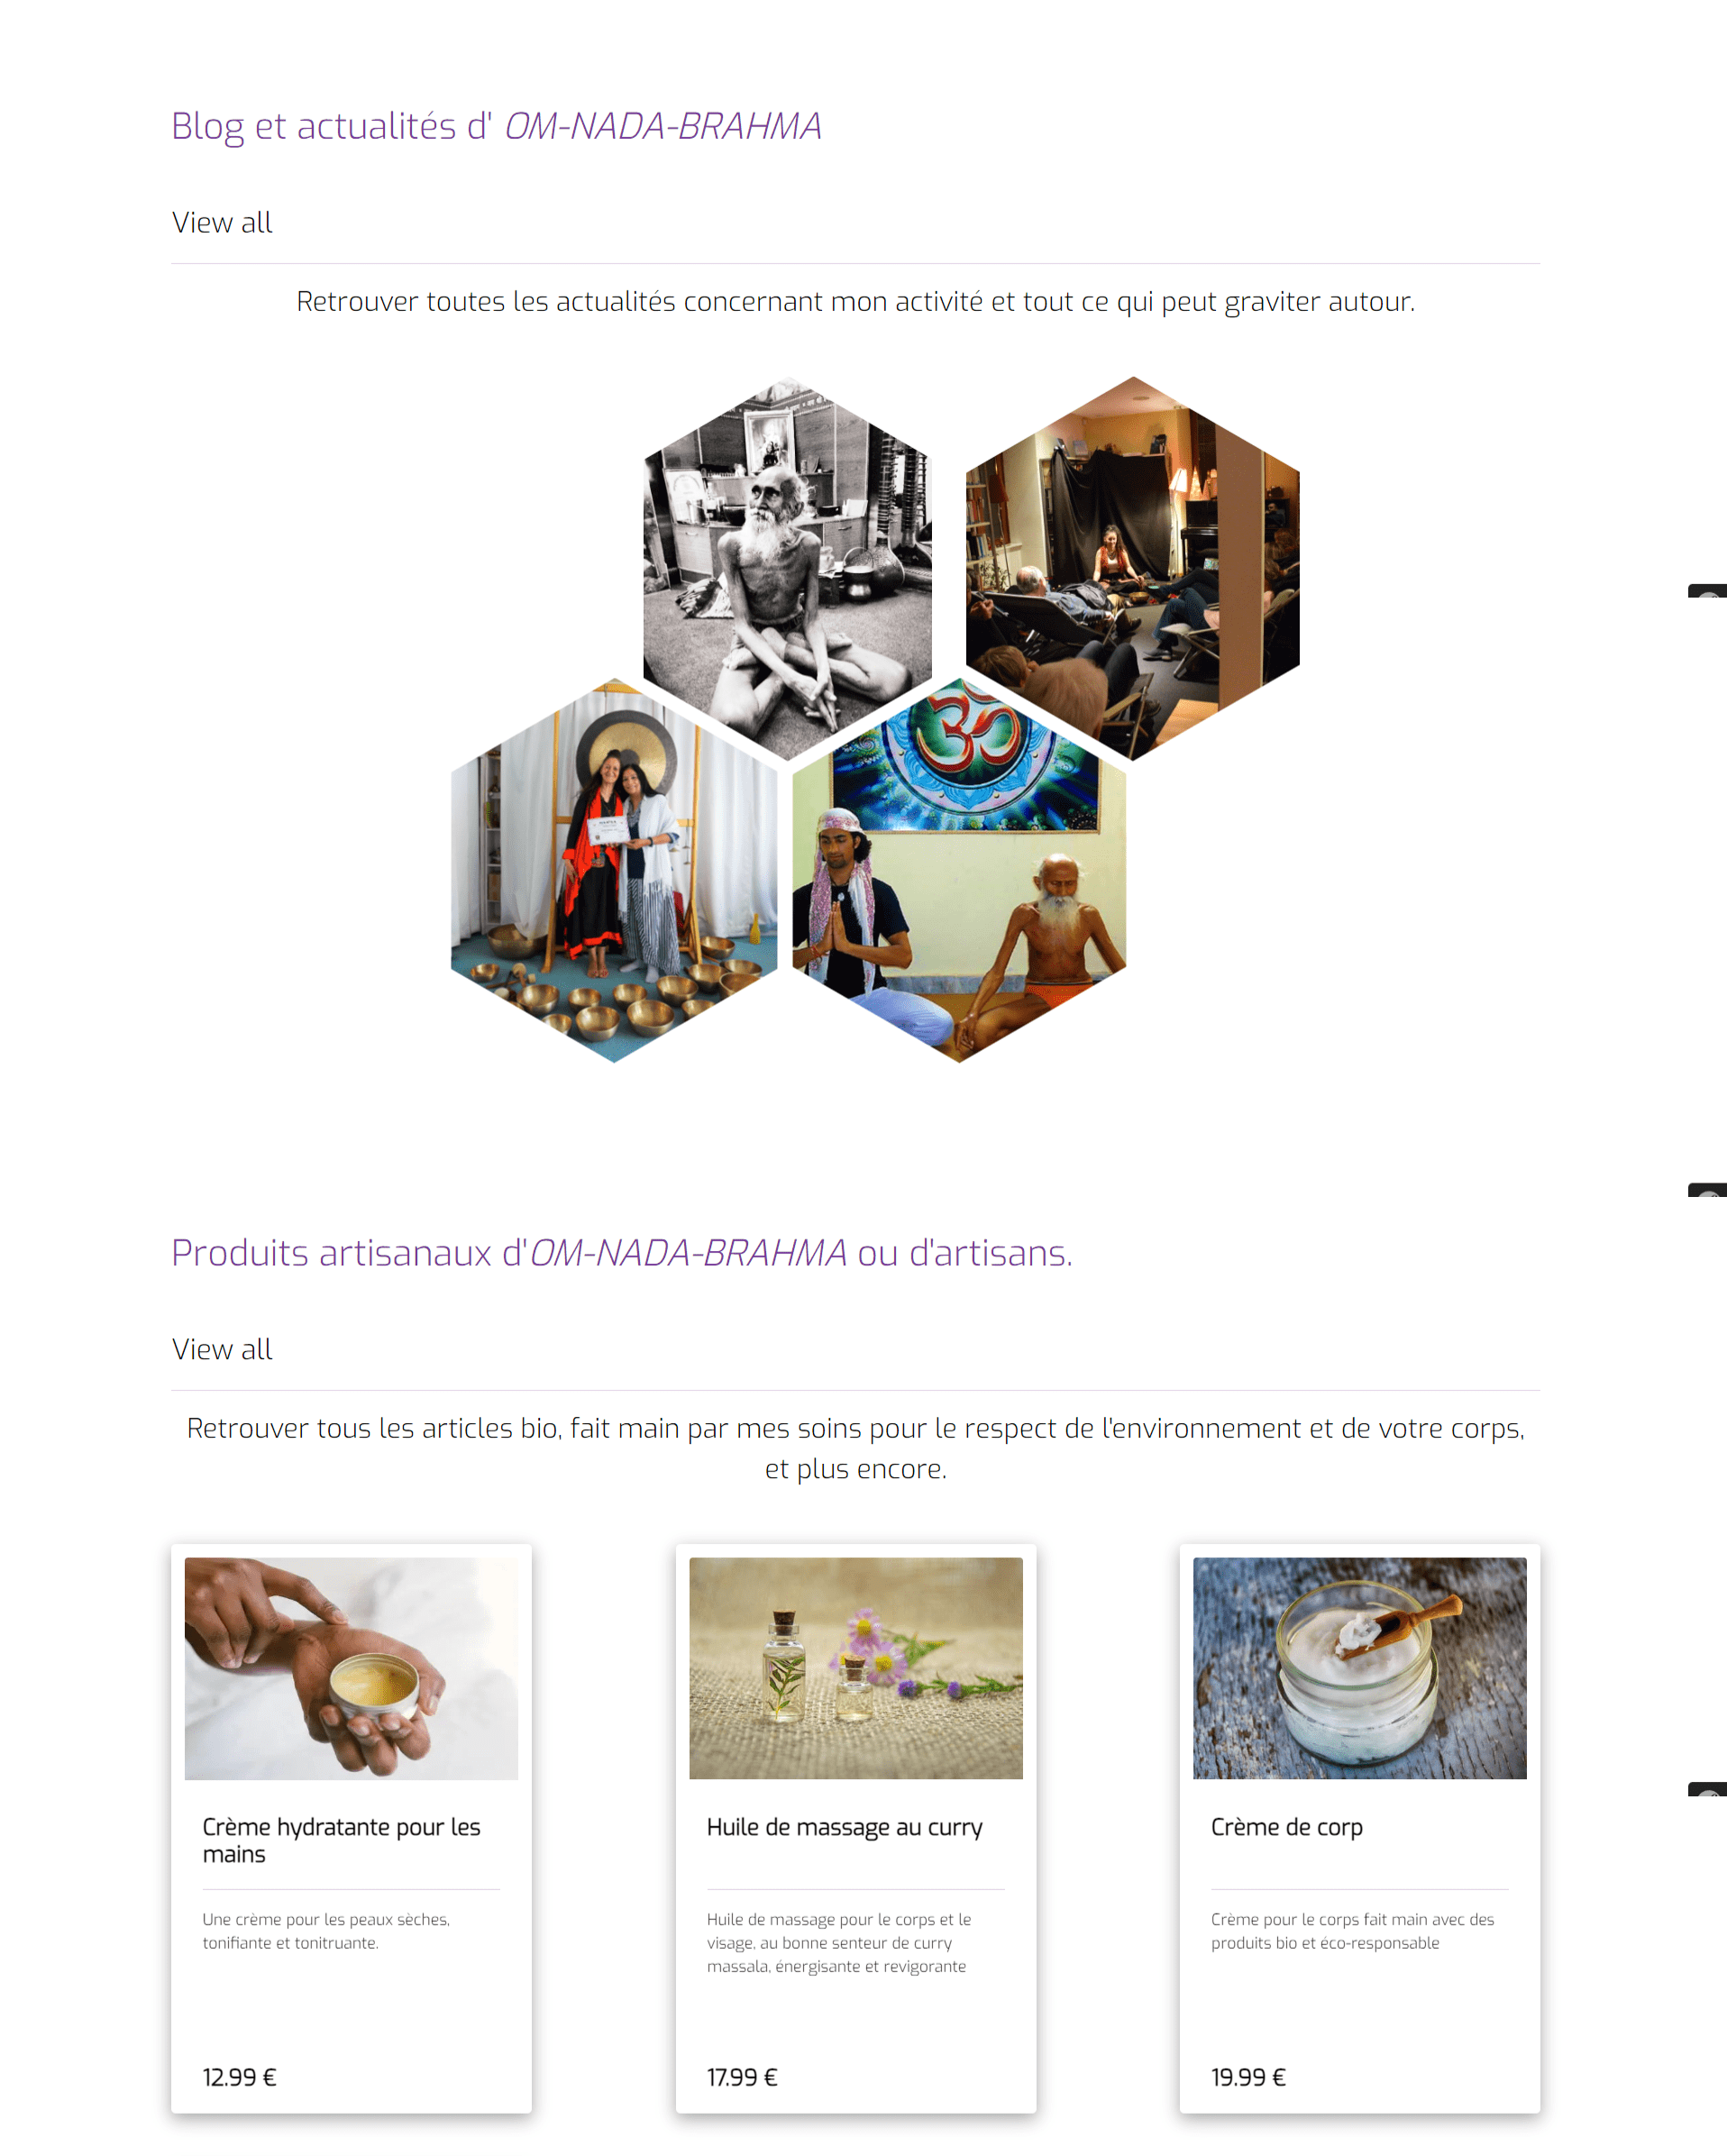 Blog et actualités d' OM-NADA-BRAHMA
View all
Retrouver toutes les actualités concernant mon activité et tout ce qui peut graviter autour.
Produits artisanaux d'OM-NADA-BRAHMA ou d'artisans.
View all
Retrouver tous les articles bio, fait main par mes soins pour le respect de l'environnement et de votre corps,
et plus encore.
Crème hydratante pour les
mains
Une crème pour les peaux sèches,
tonifiante et tonitruante.
12.99 €
Huile de massage au curry
Huile de massage pour le corps et le
visage, au bonne senteur de curry
massala, énergisante et revigorante
17.99 €
Crème de corp
Crème pour le corps fait main avec des
produits bio et éco-responsable
19.99 €